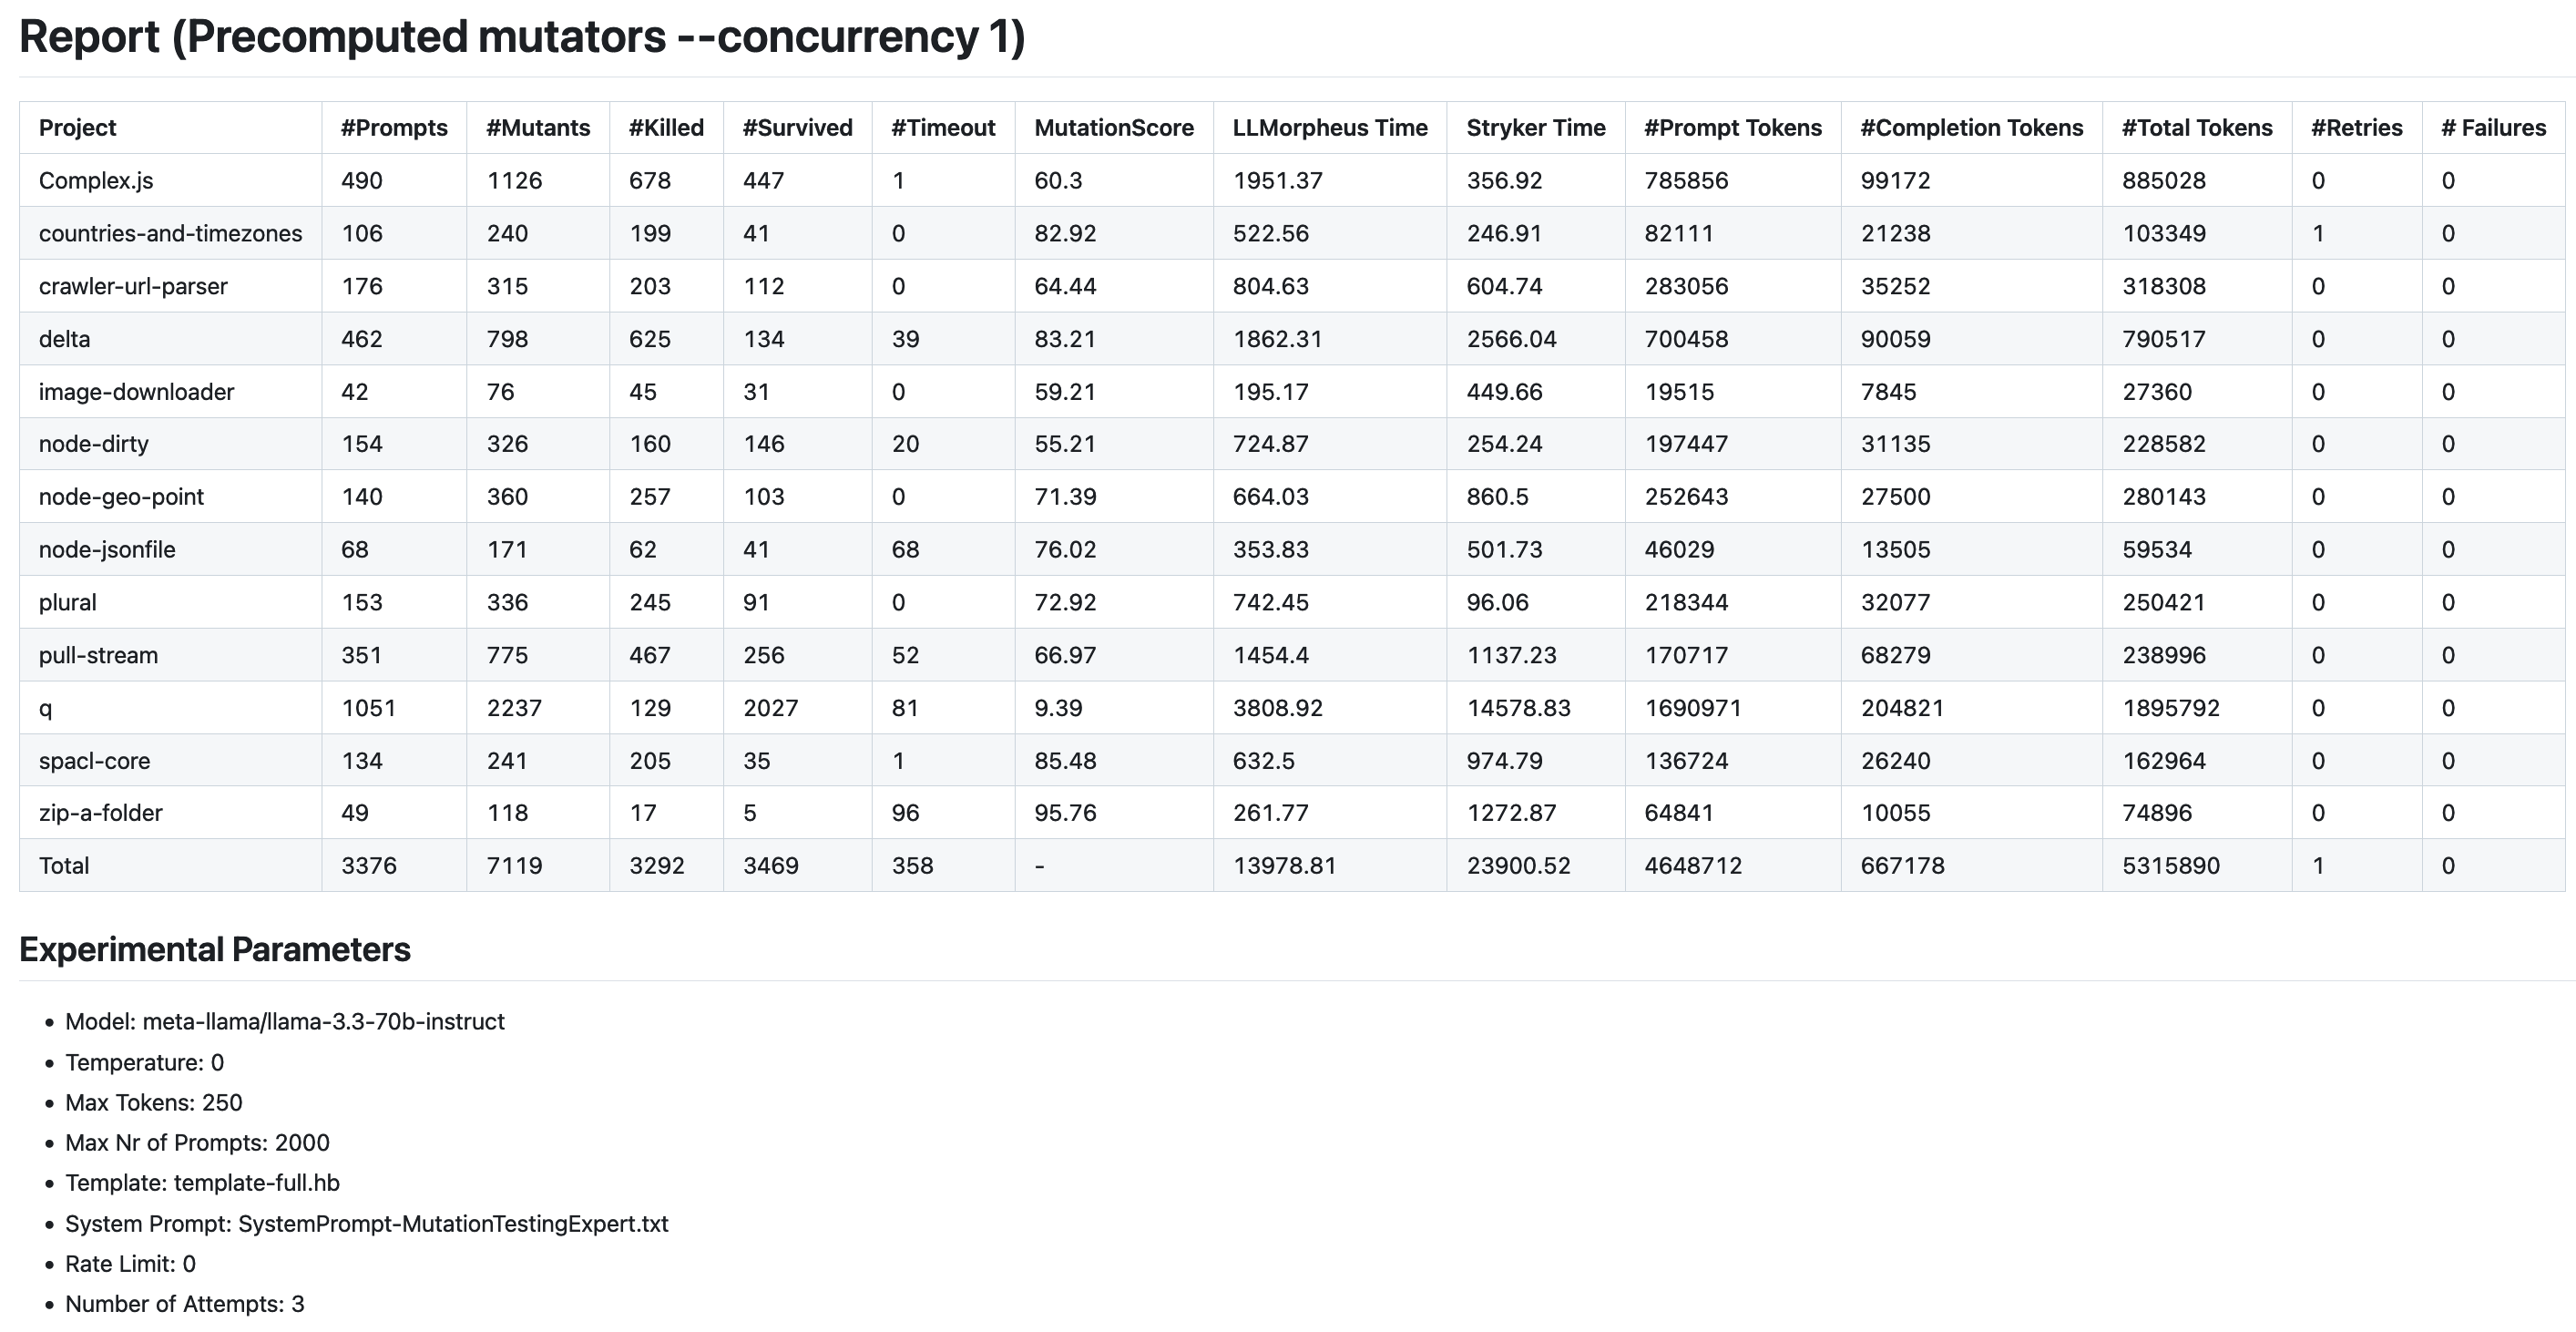 Report (Precomputed mutators --concurrency 1)
Project #Prompts #Mutants #Killed #Survived #Timeout MutationScore LLMorpheus Time Stryker Time #Prompt Tokens #Completion Tokens #Total Tokens #Retries # Failures
Complex.js 490 1126 678 447 1 60.3 1951.37 356.92 785856 99172 885028 0 0
countries-and-timezones 106 240 199 41 0 82.92 522.56 246.91 82111 21238 103349 1 0
crawler-url-parser 176 315 203 112 0 64.44 804.63 604.74 283056 35252 318308 0 0
delta 462 798 625 134 39 83.21 1862.31 2566.04 700458 90059 790517 0 0
image-downloader 42 76 45 31 0 59.21 195.17 449.66 19515 7845 27360 0 0
node-dirty 154 326 160 146 20 55.21 724.87 254.24 197447 31135 228582 0 0
node-geo-point 140 360 257 103 0 71.39 664.03 860.5 252643 27500 280143 0 0
node-jsonfile 68 171 62 41 68 76.02 353.83 501.73 46029 13505 59534 0 0
plural 153 336 245 91 0 72.92 742.45 96.06 218344 32077 250421 0 0
pull-stream 351 775 467 256 52 66.97 1454.4 1137.23 170717 68279 238996 0 0
q 1051 2237 129 2027 81 9.39 3808.92 14578.83 1690971 204821 1895792 0 0
spacl-core 134 241 205 35 1 85.48 632.5 974.79 136724 26240 162964 0 0
zip-a-folder 49 118 17 5 96 95.76 261.77 1272.87 64841 10055 74896 0 0
Total 3376 7119 3292 3469 358 - 13978.81 23900.52 4648712 667178 5315890 1 0
Experimental Parameters
• Model: meta-llama/llama-3.3-70b-instruct
• Temperature: 0
• Max Tokens: 250
• Max Nr of Prompts: 2000
• Template: template-full.hb
• System Prompt: SystemPrompt-MutationTestingExpert.txt
• Rate Limit: 0
• Number of Attempts: 3